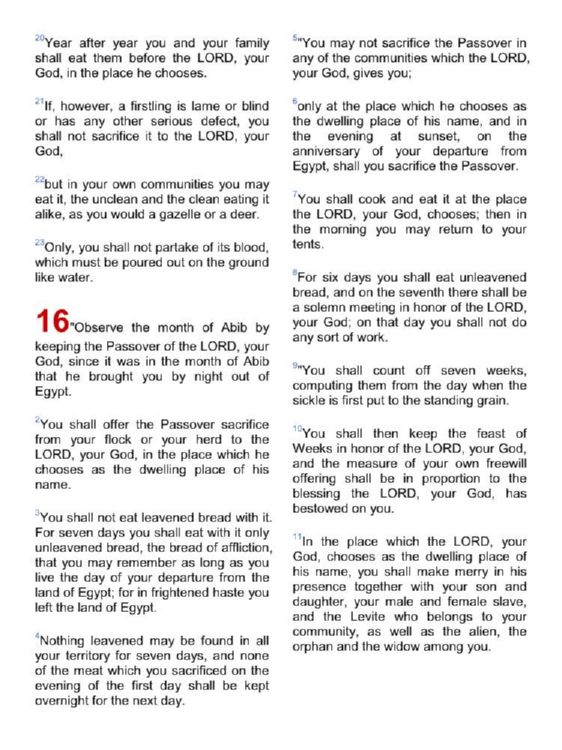 20Year after year you and your family
shall eat them before the LORD, your
God, in the place he chooses.
21If, however, a firstling is lame or blind
or has any other serious defect, you
shall not sacrifice it to the LORD, your
God,
22but in your own communities you may
eat it, the unclean and the clean eating it
alike, as you would a gazelle or a deer.
23Only, you shall not partake of its blood,
which must be poured out on the ground
like water.
16"Observe the month of Abib by
keeping the Passover of the LORD, your
God, since it was in the month of Abib
that he brought you by night out of
Egypt.
2You shall offer the Passover sacrifice
from your flock or your herd to the
LORD, your God, in the place which he
chooses as the dwelling place of his
name.
3You shall not eat leavened bread with it.
For seven days you shall eat with it only
unleavened bread, the bread of affliction,
that you may remember as long as you
live the day of your departure from the
land of Egypt; for in frightened haste you
left the land of Egypt.
4Nothing leavened may be found in all
your territory for seven days, and none
of the meat which you sacrificed on the
evening of the first day shall be kept
overnight for the next day.
5"You may not sacrifice the Passover in
any of the communities which the LORD,
your God, gives you;
6only at the place which he chooses as
the dwelling place of his name, and in
the evening at sunset, on the
anniversary of your departure from
Egypt, shall you sacrifice the Passover.
7You shall cook and eat it at the place
the LORD, your God, chooses; then in
the morning you may return to your
tents.
8For six days you shall eat unleavened
bread, and on the seventh there shall be
a solemn meeting in honor of the LORD,
your God; on that day you shall not do
any sort of work.
9"You shall count off seven weeks,
computing them from the day when the
sickle is first put to the standing grain.
10You shall then keep the feast of
Weeks in honor of the LORD, your God,
and the measure of your own freewill
offering shall be in proportion to the
blessing the LORD, your God, has
bestowed on you.
11In the place which the LORD, your
God, chooses as the dwelling place of
his name, you shall make merry in his
presence together with your son and
daughter, your male and female slave,
and the Levite who belongs to your
community, as well as the alien, the
orphan and the widow among you.